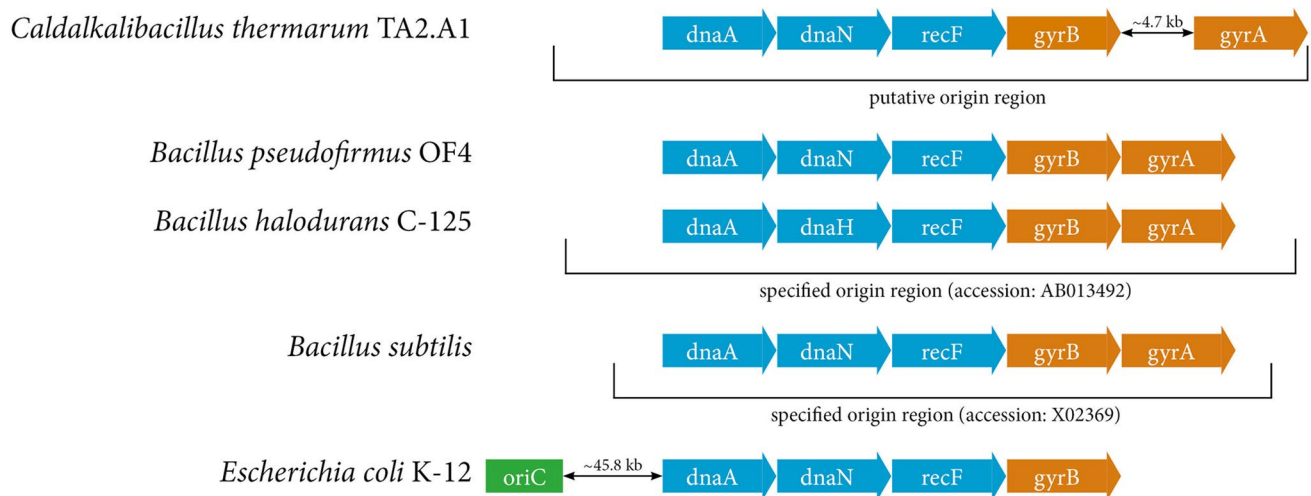 Caldalkalibacillus thermarum TA2.A1 dnaA dnaN recF gyrB ~4.7 kb gyrA
putative origin region
Bacillus pseudofirmus OF4 dnaA dnaN recF gyrB gyrA
Bacillus halodurans C-125 dnaA dnaH recF gyrB gyrA
specified origin region (accession: AB013492)
Bacillus subtilis dnaA dnaN recF gyrB gyrA
specified origin region (accession: X02369)
Escherichia coli K-12 oriC ~45.8 kb dnaA dnaN recF gyrB